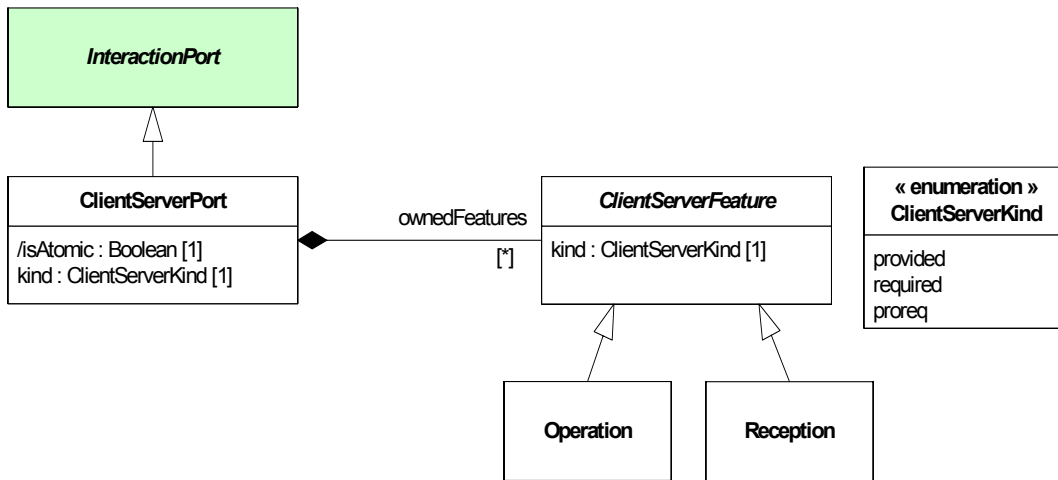 InteractionPort
ClientServerPort
/isAtomic : Boolean [1]
kind : ClientServerKind [1]
ownedFeatures
[*]
ClientServerFeature
kind : ClientServerKind [1]
« enumeration »
ClientServerKind
provided
required
proreq
Operation
Reception